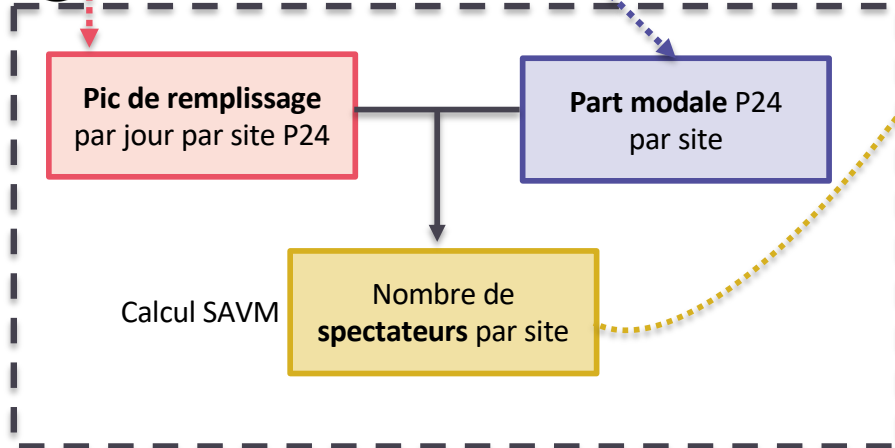 Pic de remplissage
par jour par site P24
Part modale P24
par site
Calcul SAVM
Nombre de
spectateurs par site